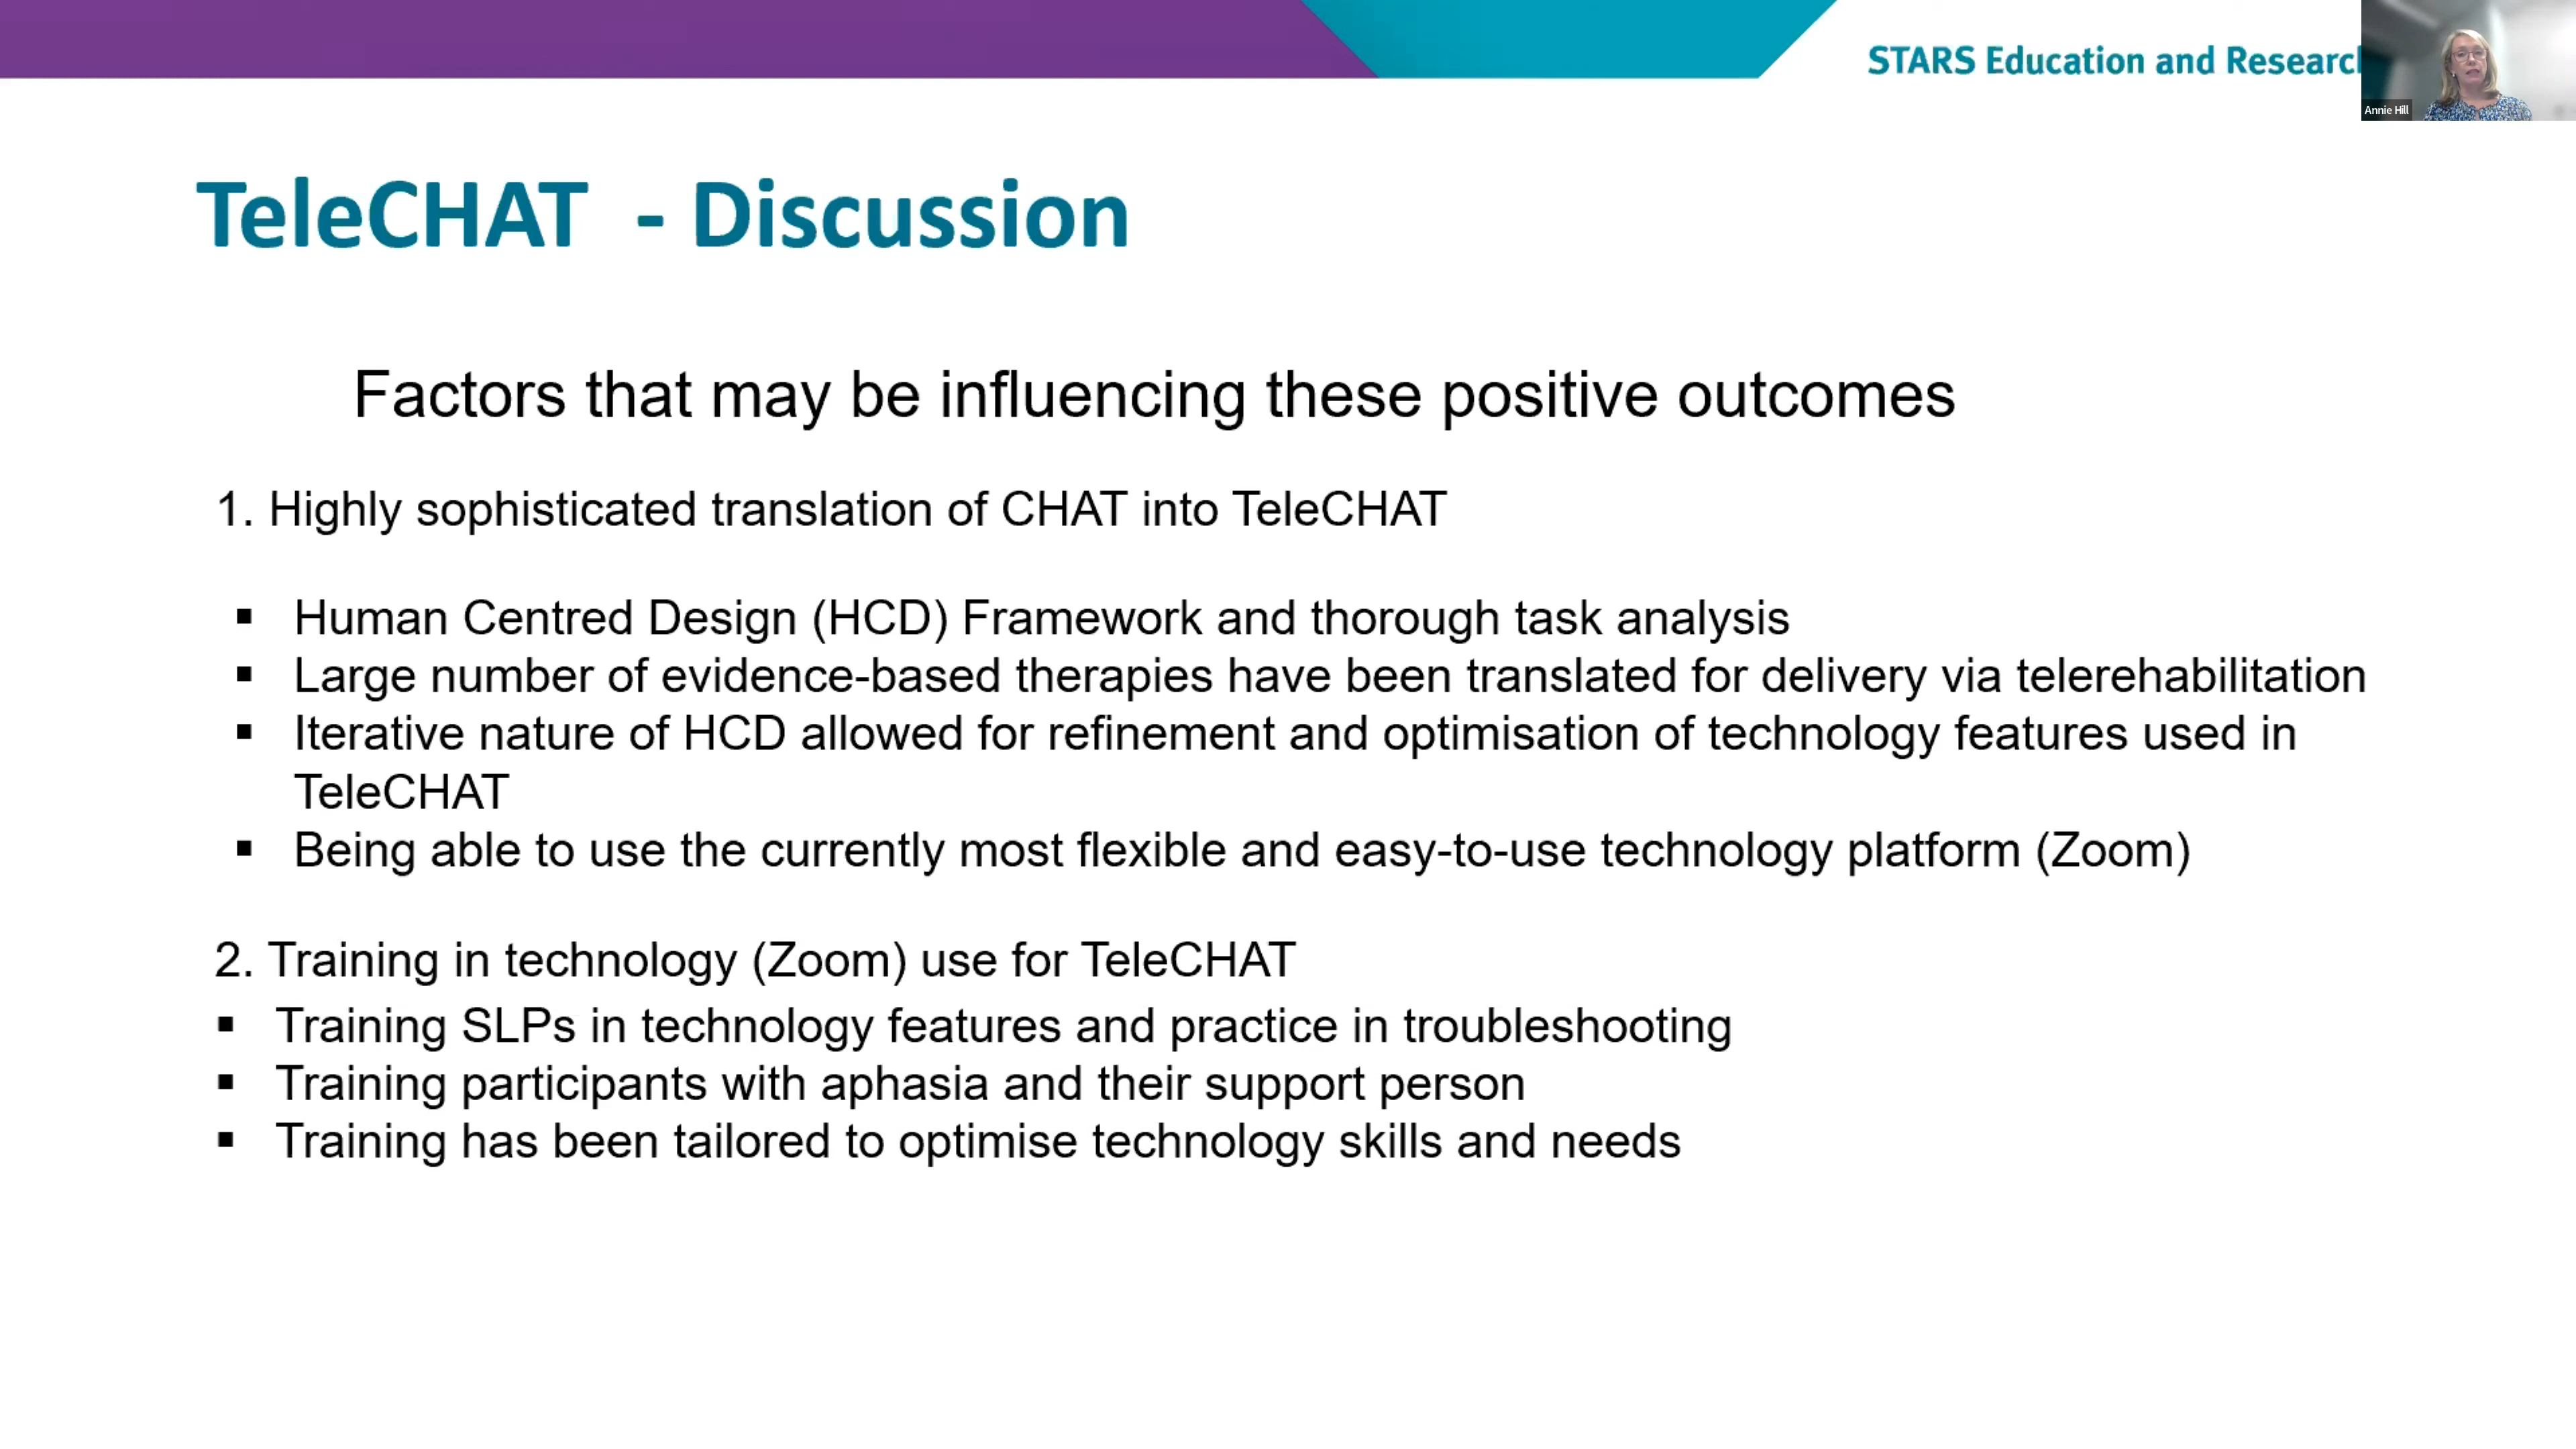 STARS Education and Research
Annie Hill
TeleCHAT - Discussion
Factors that may be influencing these positive outcomes
1. Highly sophisticated translation of CHAT into TeleCHAT
▪ Human Centred Design (HCD) Framework and thorough task analysis
▪ Large number of evidence-based therapies have been translated for delivery via telerehabilitation
▪ Iterative nature of HCD allowed for refinement and optimisation of technology features used in
TeleCHAT
▪ Being able to use the currently most flexible and easy-to-use technology platform (Zoom)
2. Training in technology (Zoom) use for TeleCHAT
▪ Training SLPs in technology features and practice in troubleshooting
▪ Training participants with aphasia and their support person
▪ Training has been tailored to optimise technology skills and needs